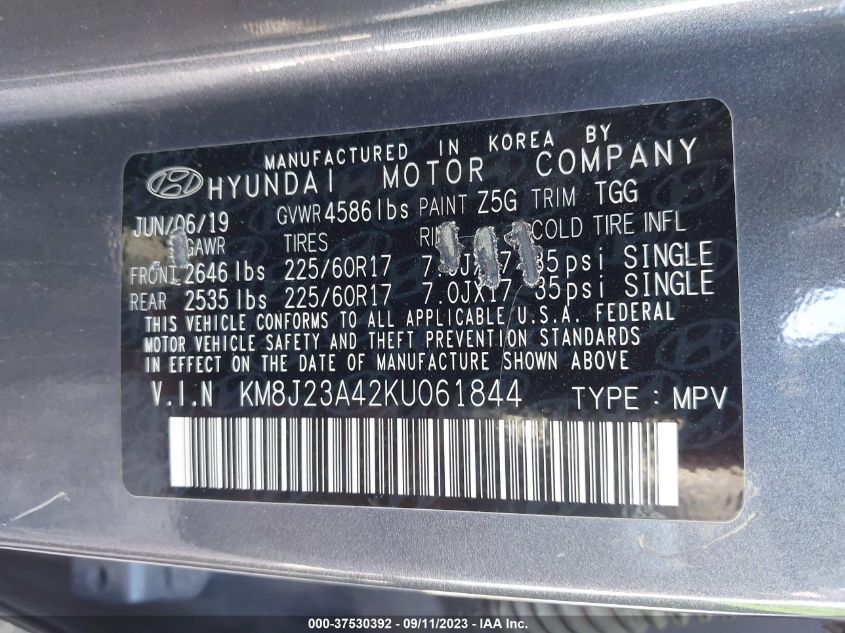 MANUFACTURED IN KOREA BY
HYUNDAI MOTOR COMPANY
JUN/06/19 GVWR 4586 lbs PAINT Z5G TRIM TGG
GAWR TIRES COLD TIRE INFL
FRONT 2646 lbs 225/60R17 35psi SINGLE
REAR 2535 lbs 225/60R17 7.0JX17 35psi SINGLE
THIS VEHICLE CONFORMS TO ALL APPLICABLE U.S.A. FEDERAL
MOTOR VEHICLE SAFETY AND THEFT PREVENTION STANDARDS
IN EFFECT ON THE DATE OF MANUFACTURE SHOWN ABOVE
V.I.N KM8J23A42KU061844 TYPE : MPV
000-37530392 - 09/11/2023 - IAA Inc.